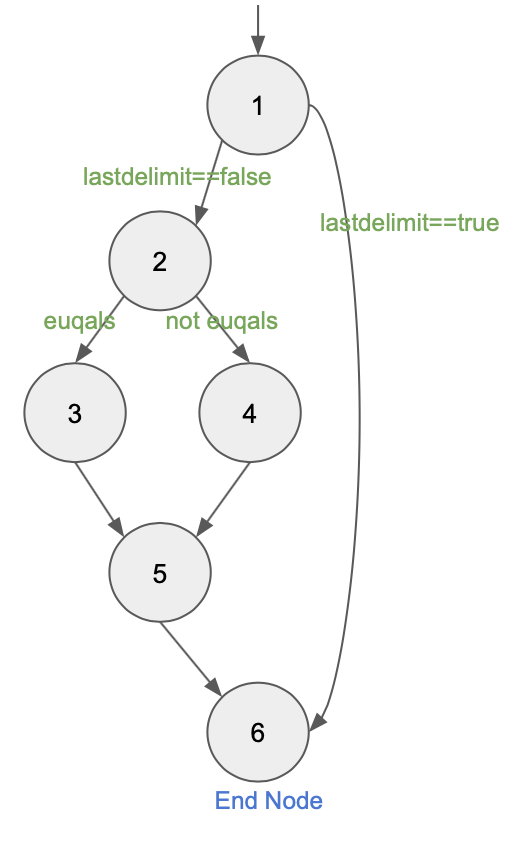 1
lastdelimit==false
lastdelimit==true
2
euqals
not euqals
3
4
5
6
End Node